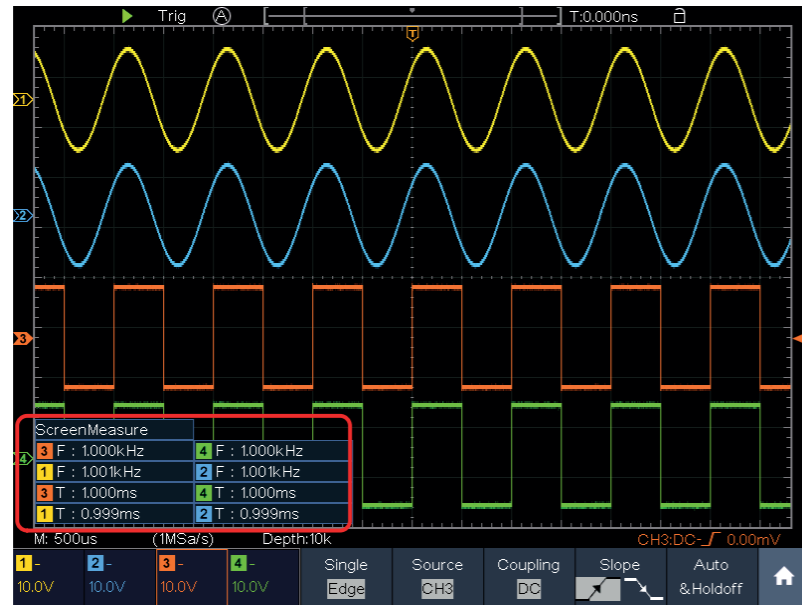 Trig A T:0.000ns
T
1
2
3
4
ScreenMeasure
3 F : 1.000kHz 4 F : 1.000kHz
1 F : 1.001kHz 2 F : 1.001kHz
3 T : 1.000ms 4 T : 1.000ms
1 T : 0.999ms 2 T : 0.999ms
M: 500us (1MSa/s) Depth:10k CH3:DC- 0.00mV
1 - 2 - 3 - 4 - Single Source Coupling Slope Auto
10.0V 10.0V 10.0V 10.0V Edge CH3 DC &Holdoff